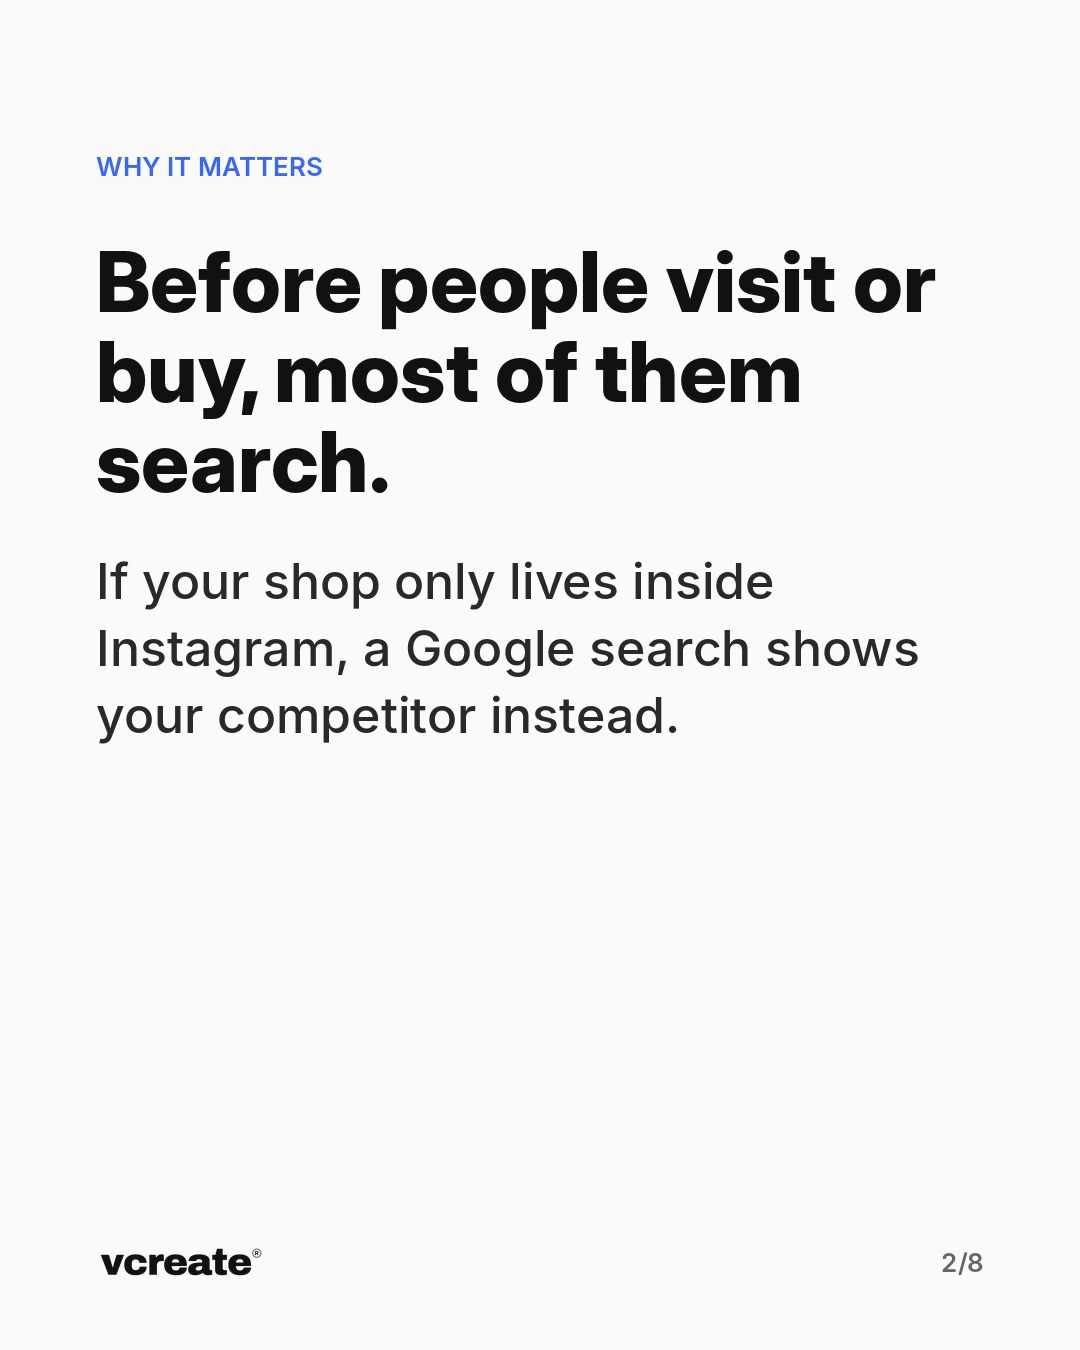 WHY IT MATTERS
Before people visit or
buy, most of them
search.
If your shop only lives inside
Instagram, a Google search shows
your competitor instead.
vcreate®
2/8